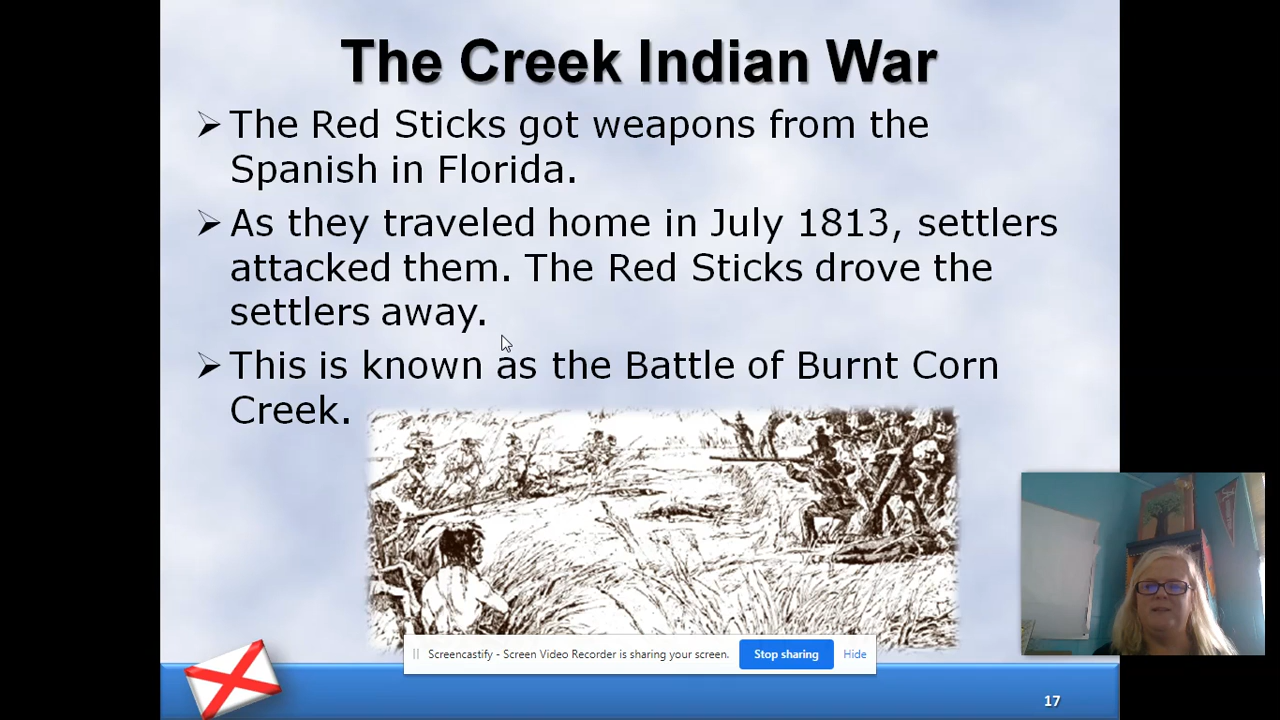 The Creek Indian War
➢ The Red Sticks got weapons from the
Spanish in Florida.
➢ As they traveled home in July 1813, settlers
attacked them. The Red Sticks drove the
settlers away.
➢ This is known as the Battle of Burnt Corn
Creek.
Screencastify - Screen Video Recorder is sharing your screen. Stop sharing Hide
17